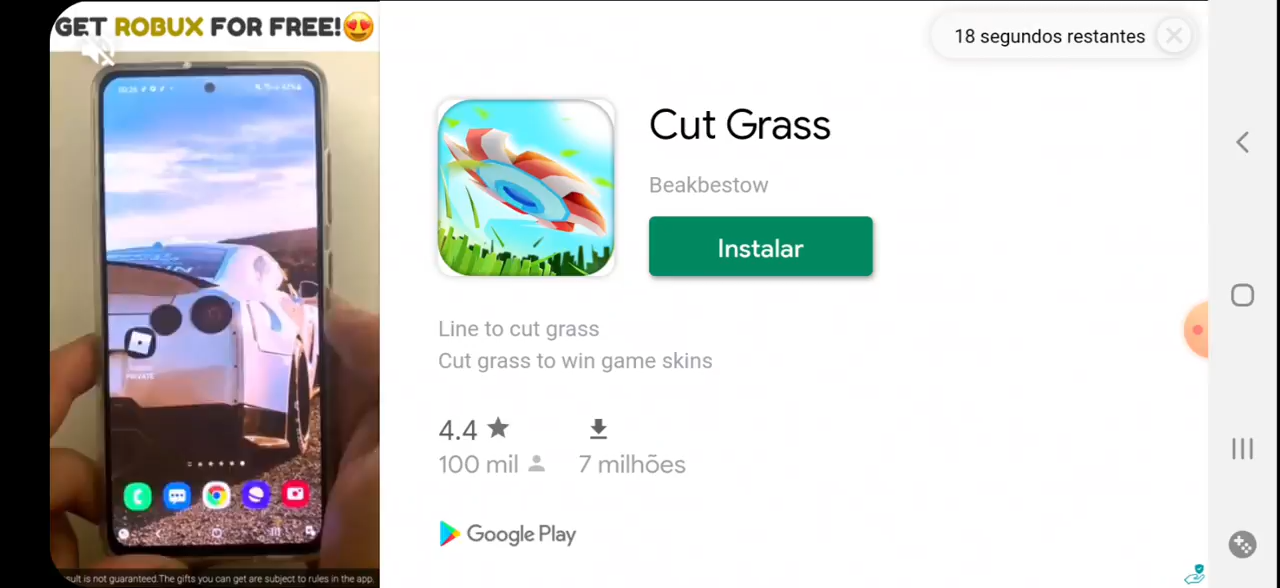 GET ROBUX FOR FREE!😍
18 segundos restantes
Cut Grass
Beakbestow
Instalar
Line to cut grass
Cut grass to win game skins
4.4 ★
100 mil
7 milhões
Google Play
PRIVATE
sult is not guaranteed.The gifts you can get are subject to rules in the app.